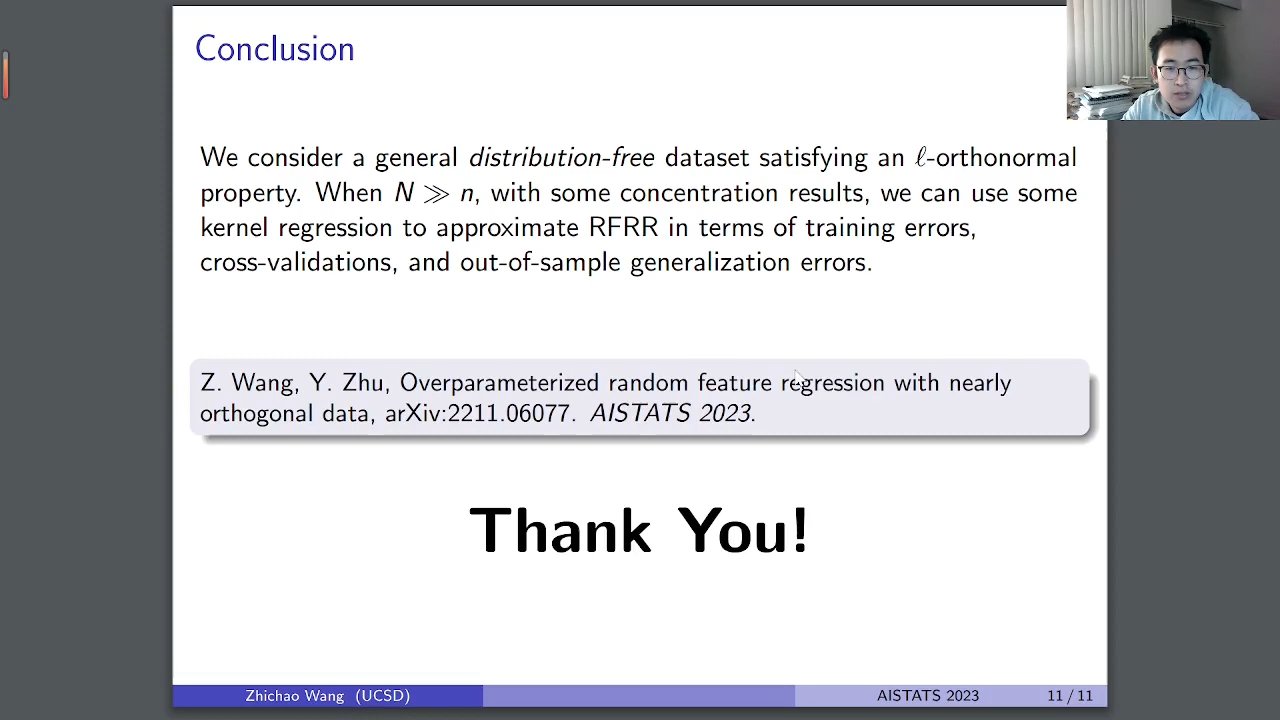 Conclusion
We consider a general distribution-free dataset satisfying an ℓ-orthonormal
property. When N ≫ n, with some concentration results, we can use some
kernel regression to approximate RFRR in terms of training errors,
cross-validations, and out-of-sample generalization errors.
Z. Wang, Y. Zhu, Overparameterized random feature regression with nearly
orthogonal data, arXiv:2211.06077. AISTATS 2023.
Thank You!
Zhichao Wang (UCSD) AISTATS 2023 11 / 11